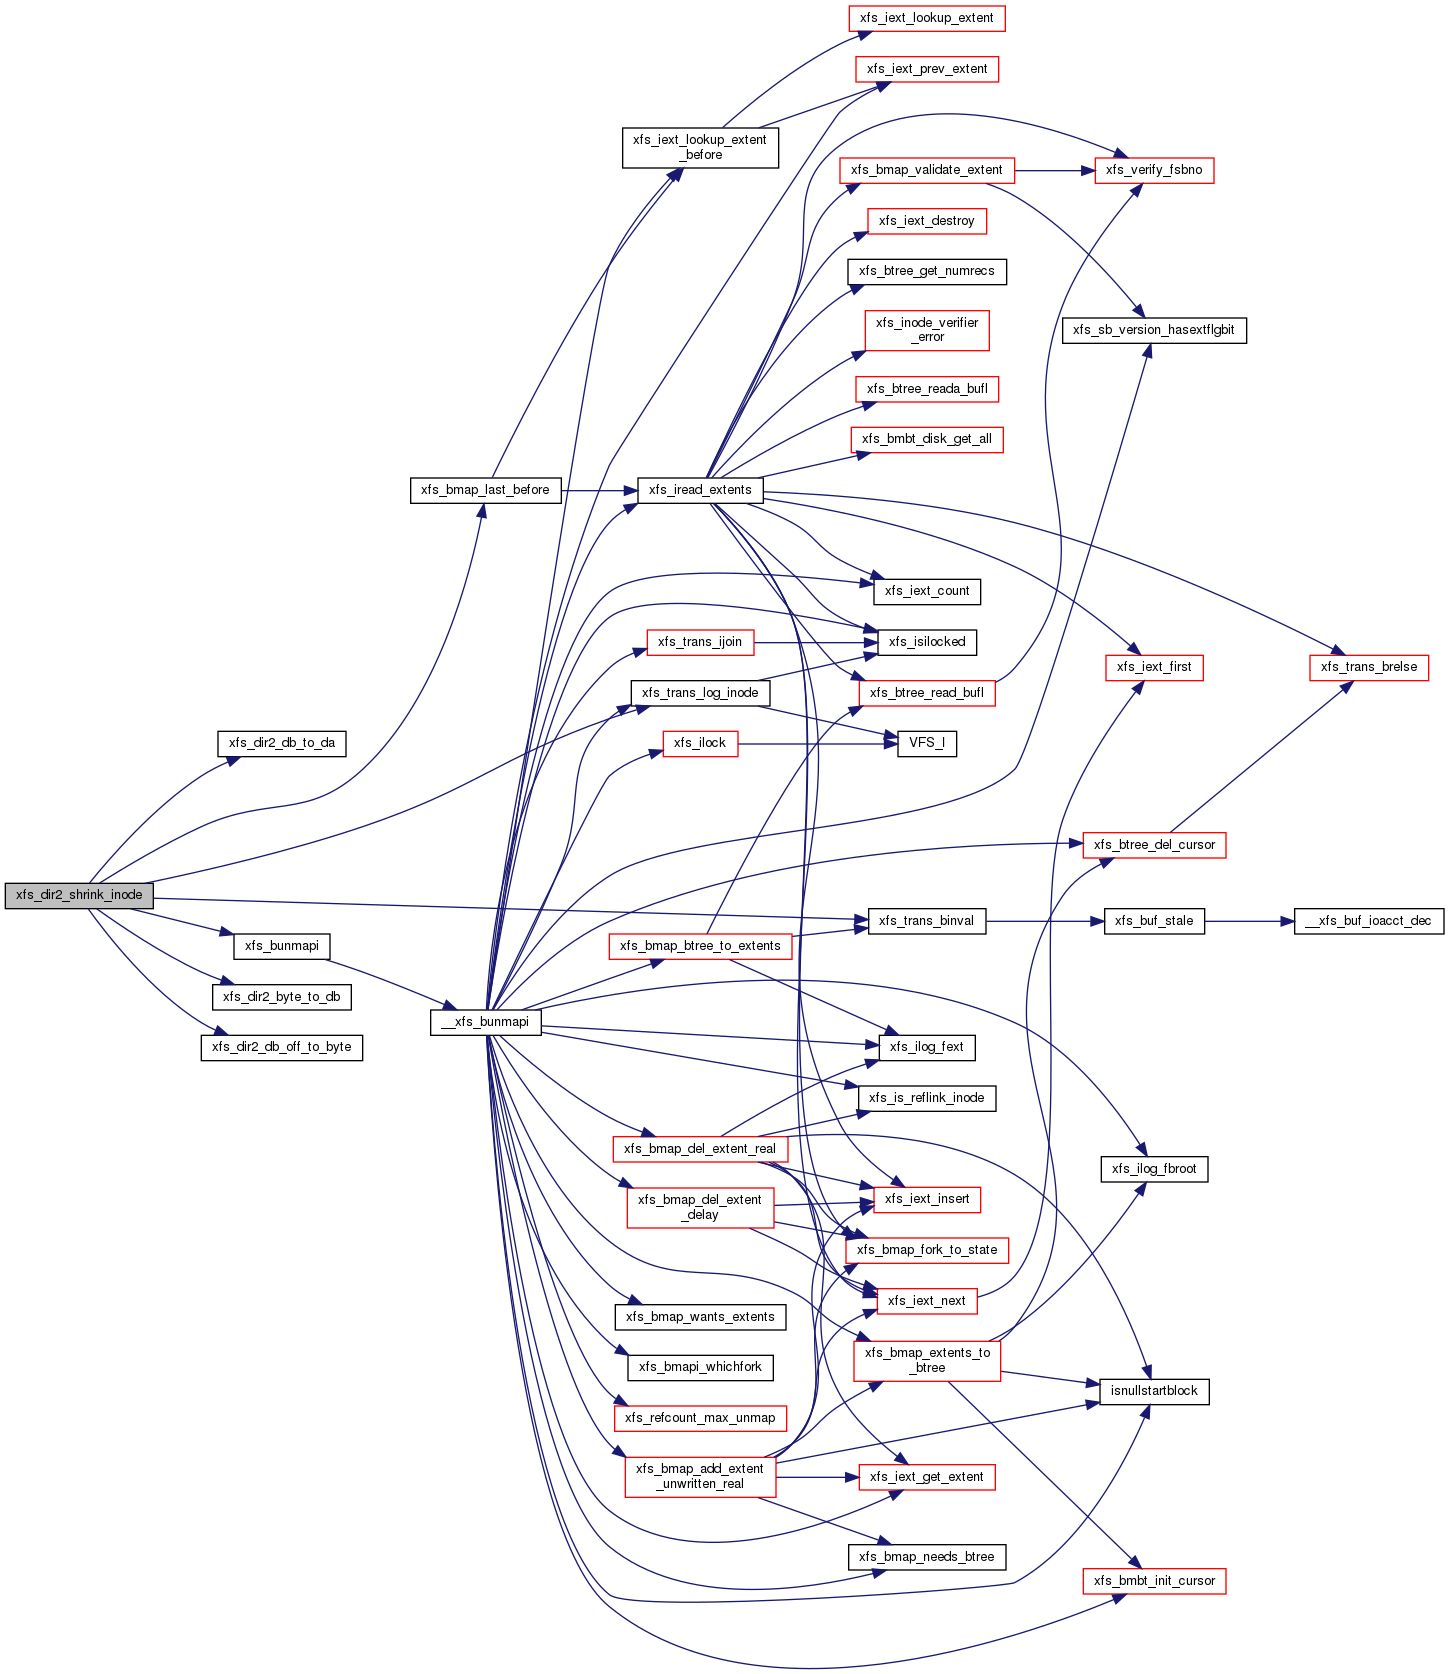 xfs_iext_lookup_extent
xfs_iext_prev_extent
xfs_iext_lookup_extent
_before
xfs_bmap_validate_extent
xfs_verify_fsbno
xfs_iext_destroy
xfs_btree_get_numrecs
xfs_inode_verifier
_error
xfs_sb_version_hasextflgbit
xfs_btree_reada_bufl
xfs_bmbt_disk_get_all
xfs_bmap_last_before
xfs_iread_extents
xfs_iext_count
xfs_trans_ijoin
xfs_isilocked
xfs_iext_first
xfs_trans_brelse
xfs_trans_log_inode
xfs_btree_read_bufl
xfs_dir2_db_to_da
xfs_ilock
VFS_I
xfs_btree_del_cursor
xfs_dir2_shrink_inode
xfs_trans_binval
xfs_buf_stale
__xfs_buf_ioacct_dec
xfs_bunmapi
xfs_bmap_btree_to_extents
xfs_dir2_byte_to_db
__xfs_bunmapi
xfs_dir2_db_off_to_byte
xfs_ilog_fext
xfs_is_reflink_inode
xfs_bmap_del_extent_real
xfs_ilog_fbroot
xfs_bmap_del_extent
_delay
xfs_iext_insert
xfs_bmap_fork_to_state
xfs_iext_next
xfs_bmap_wants_extents
xfs_bmap_extents_to
_btree
xfs_bmapi_whichfork
isnullstartblock
xfs_refcount_max_unmap
xfs_bmap_add_extent
_unwritten_real
xfs_iext_get_extent
xfs_bmap_needs_btree
xfs_bmbt_init_cursor